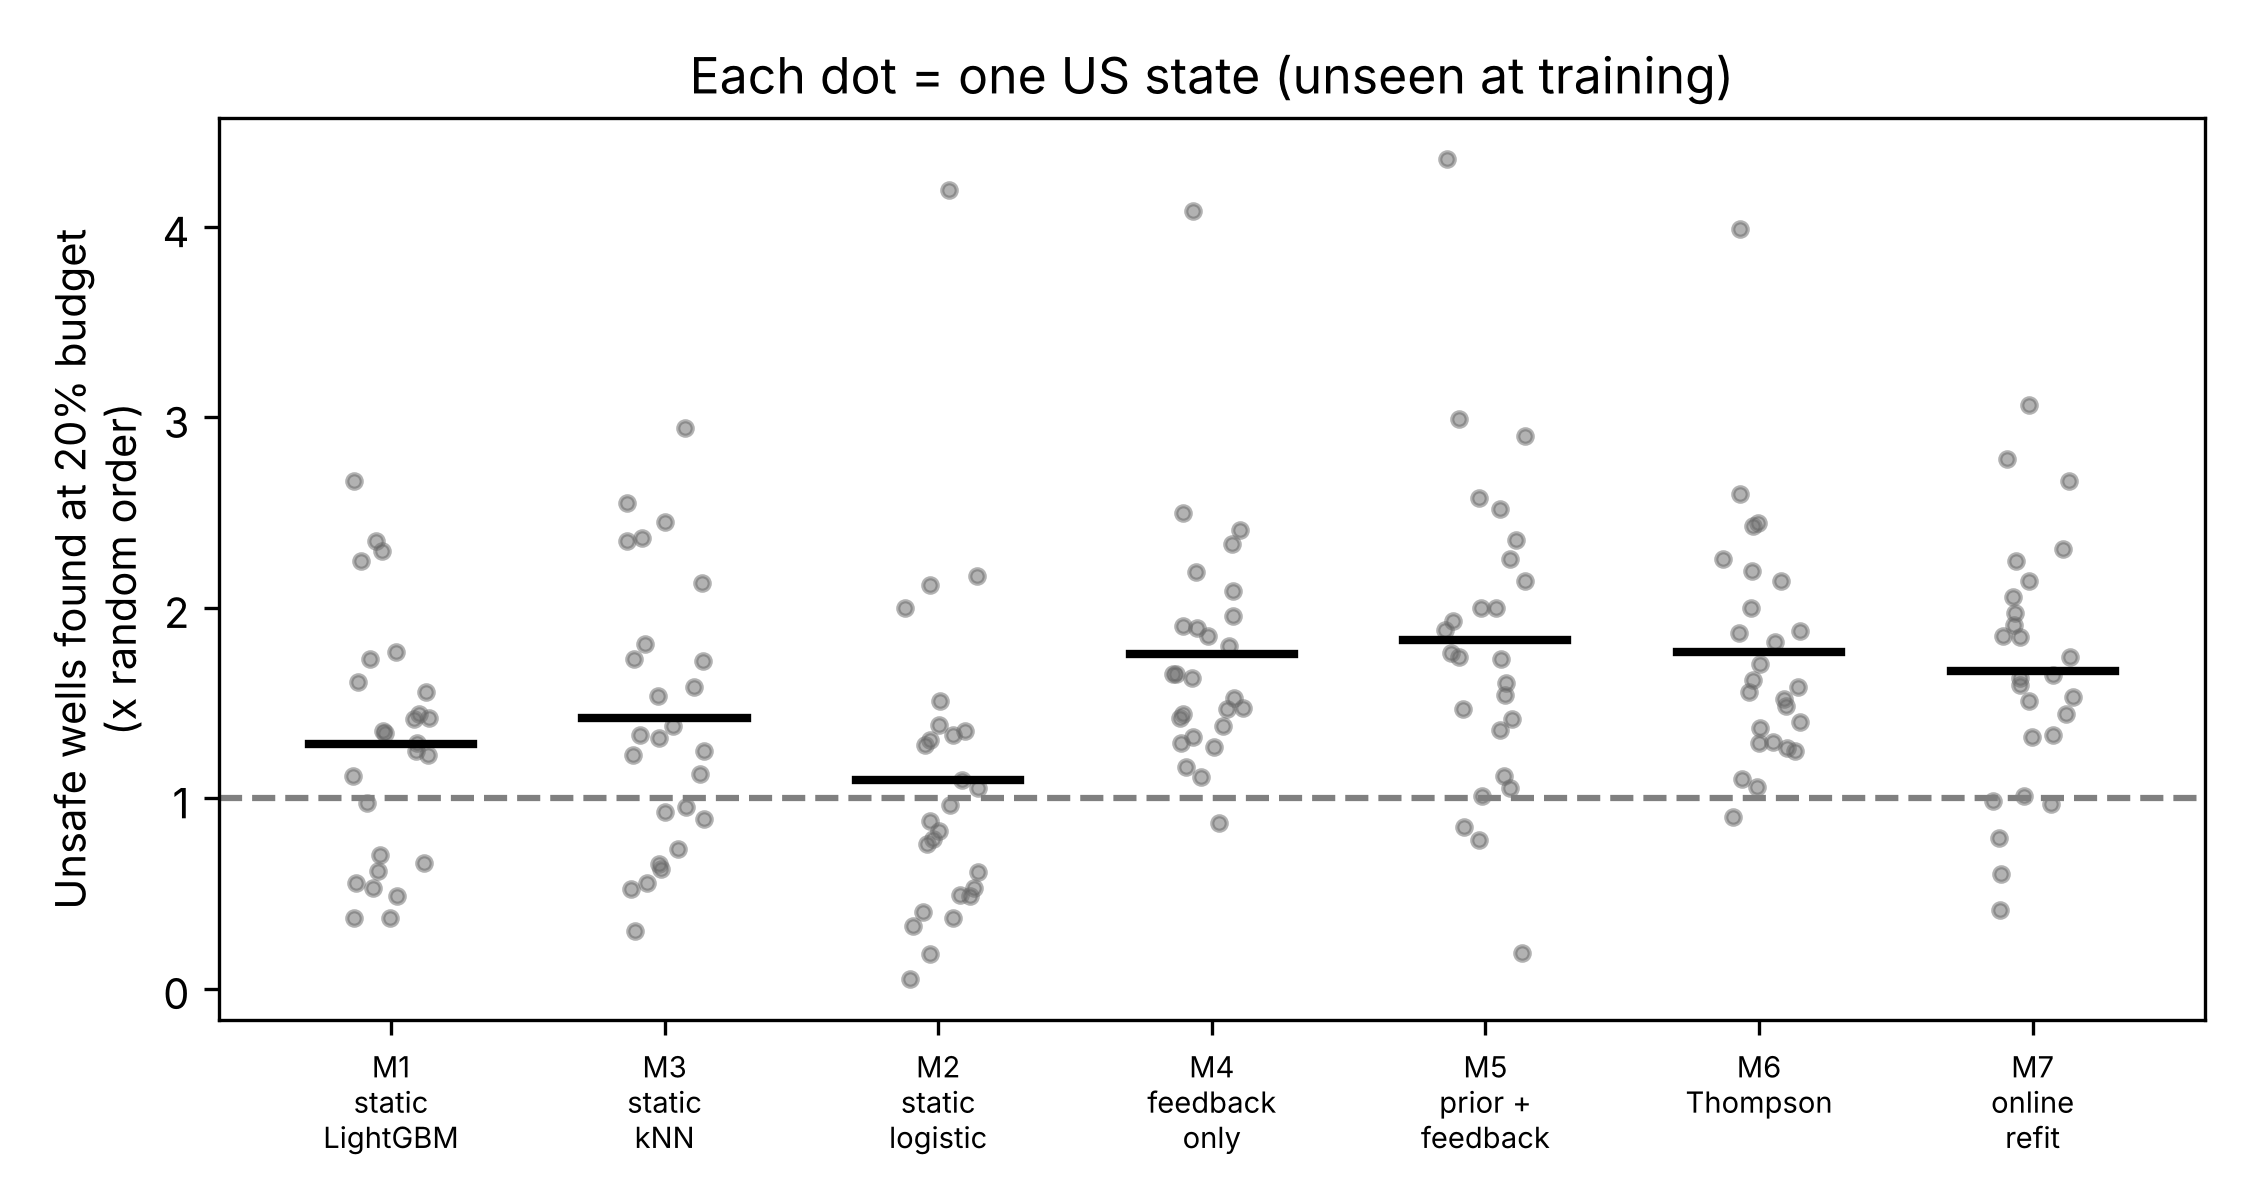 Each dot = one US state (unseen at training)
Unsafe wells found at 20% budget
(x random order)
4
3
2
1
0
M1
static
LightGBM
M3
static
kNN
M2
static
logistic
M4
feedback
only
M5
prior +
feedback
M6
Thompson
M7
online
refit